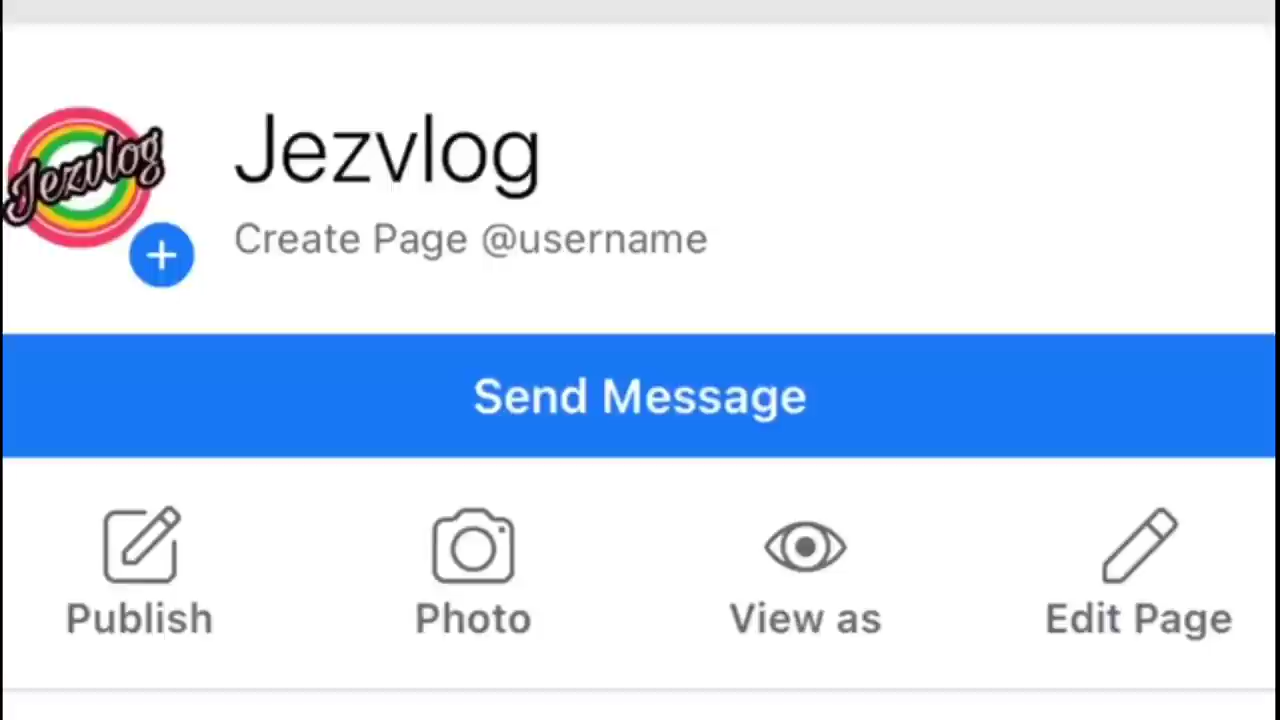 Jezvlog
Jezvlog
Create Page @username
Send Message
Publish Photo View as Edit Page